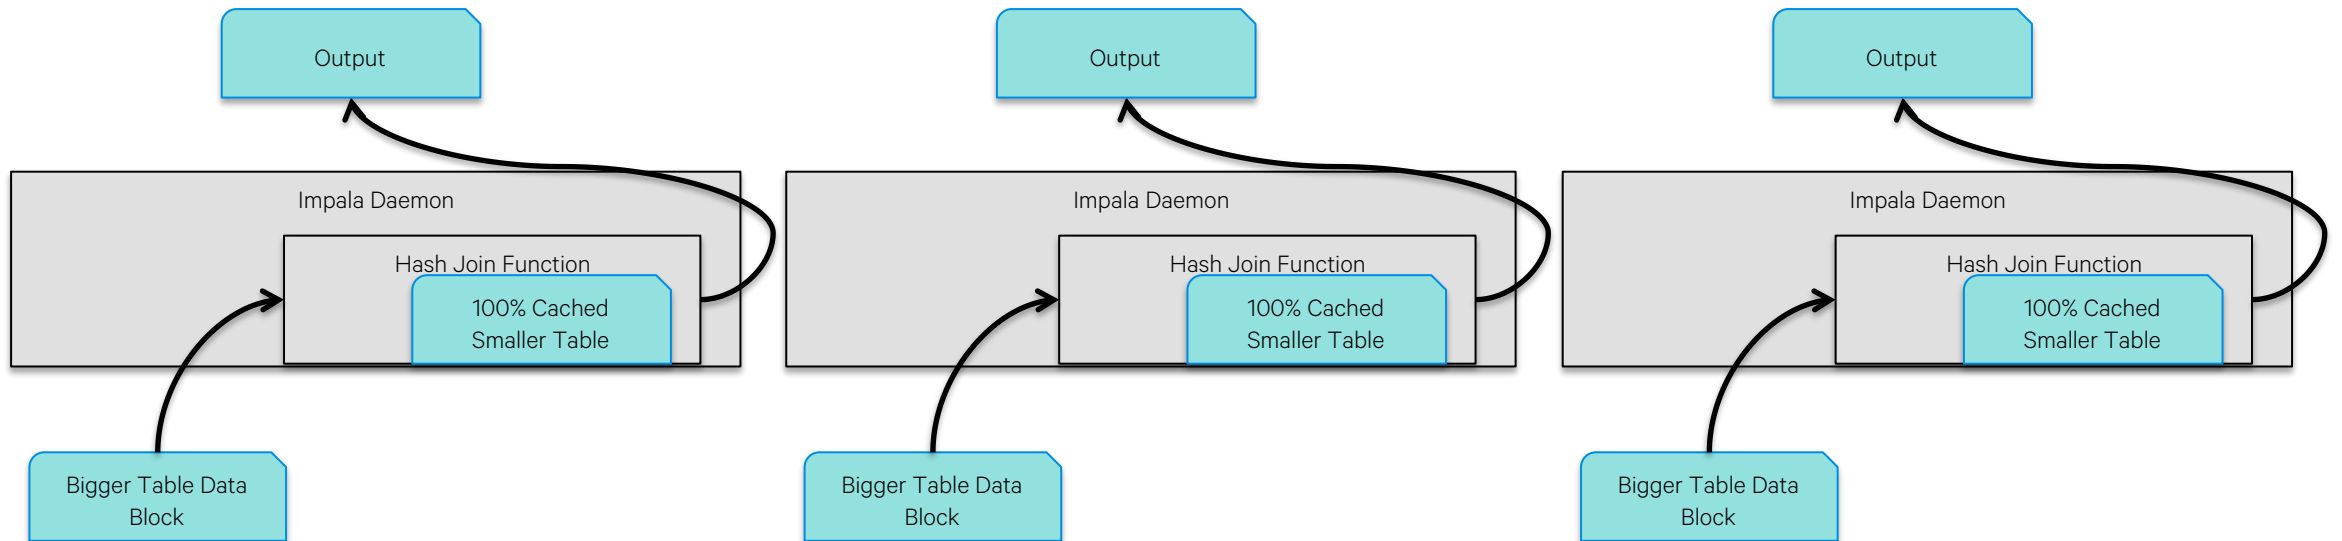 Output
Output
Output
Impala Daemon
Impala Daemon
Impala Daemon
Hash Join Function
Hash Join Function
Hash Join Function
100% Cached
Smaller Table
100% Cached
Smaller Table
100% Cached
Smaller Table
Bigger Table Data
Block
Bigger Table Data
Block
Bigger Table Data
Block